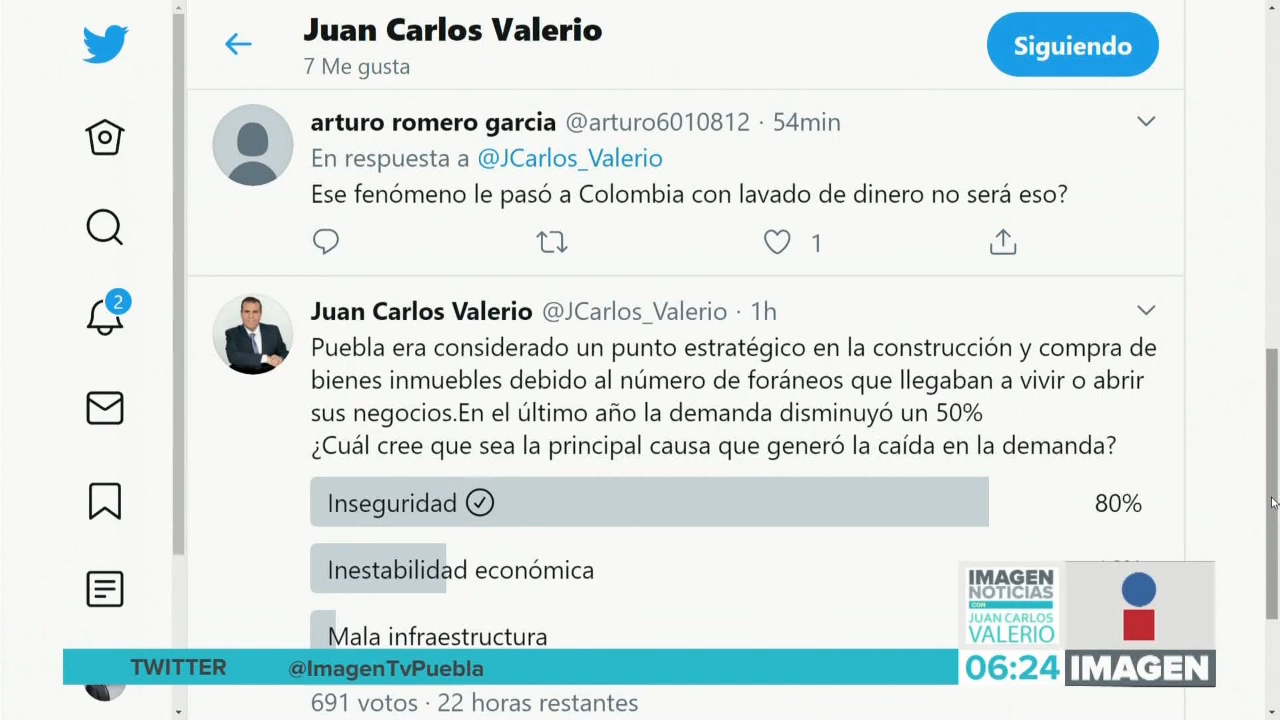 Juan Carlos Valerio
7 Me gusta
Siguiendo
arturo romero garcia @arturo6010812 · 54min
En respuesta a @JCarlos_Valerio
Ese fenómeno le pasó a Colombia con lavado de dinero no será eso?
1
2
Juan Carlos Valerio @JCarlos_Valerio · 1h
Puebla era considerado un punto estratégico en la construcción y compra de
bienes inmuebles debido al número de foráneos que llegaban a vivir o abrir
sus negocios.En el último año la demanda disminuyó un 50%
¿Cuál cree que sea la principal causa que generó la caída en la demanda?
Inseguridad 80%
Inestabilidad económica
Mala infraestructura
IMAGEN
NOTICIAS
CON
JUAN CARLOS
VALERIO
TWITTER @ImagenTvPuebla
06:24 IMAGEN
691 votos · 22 horas restantes